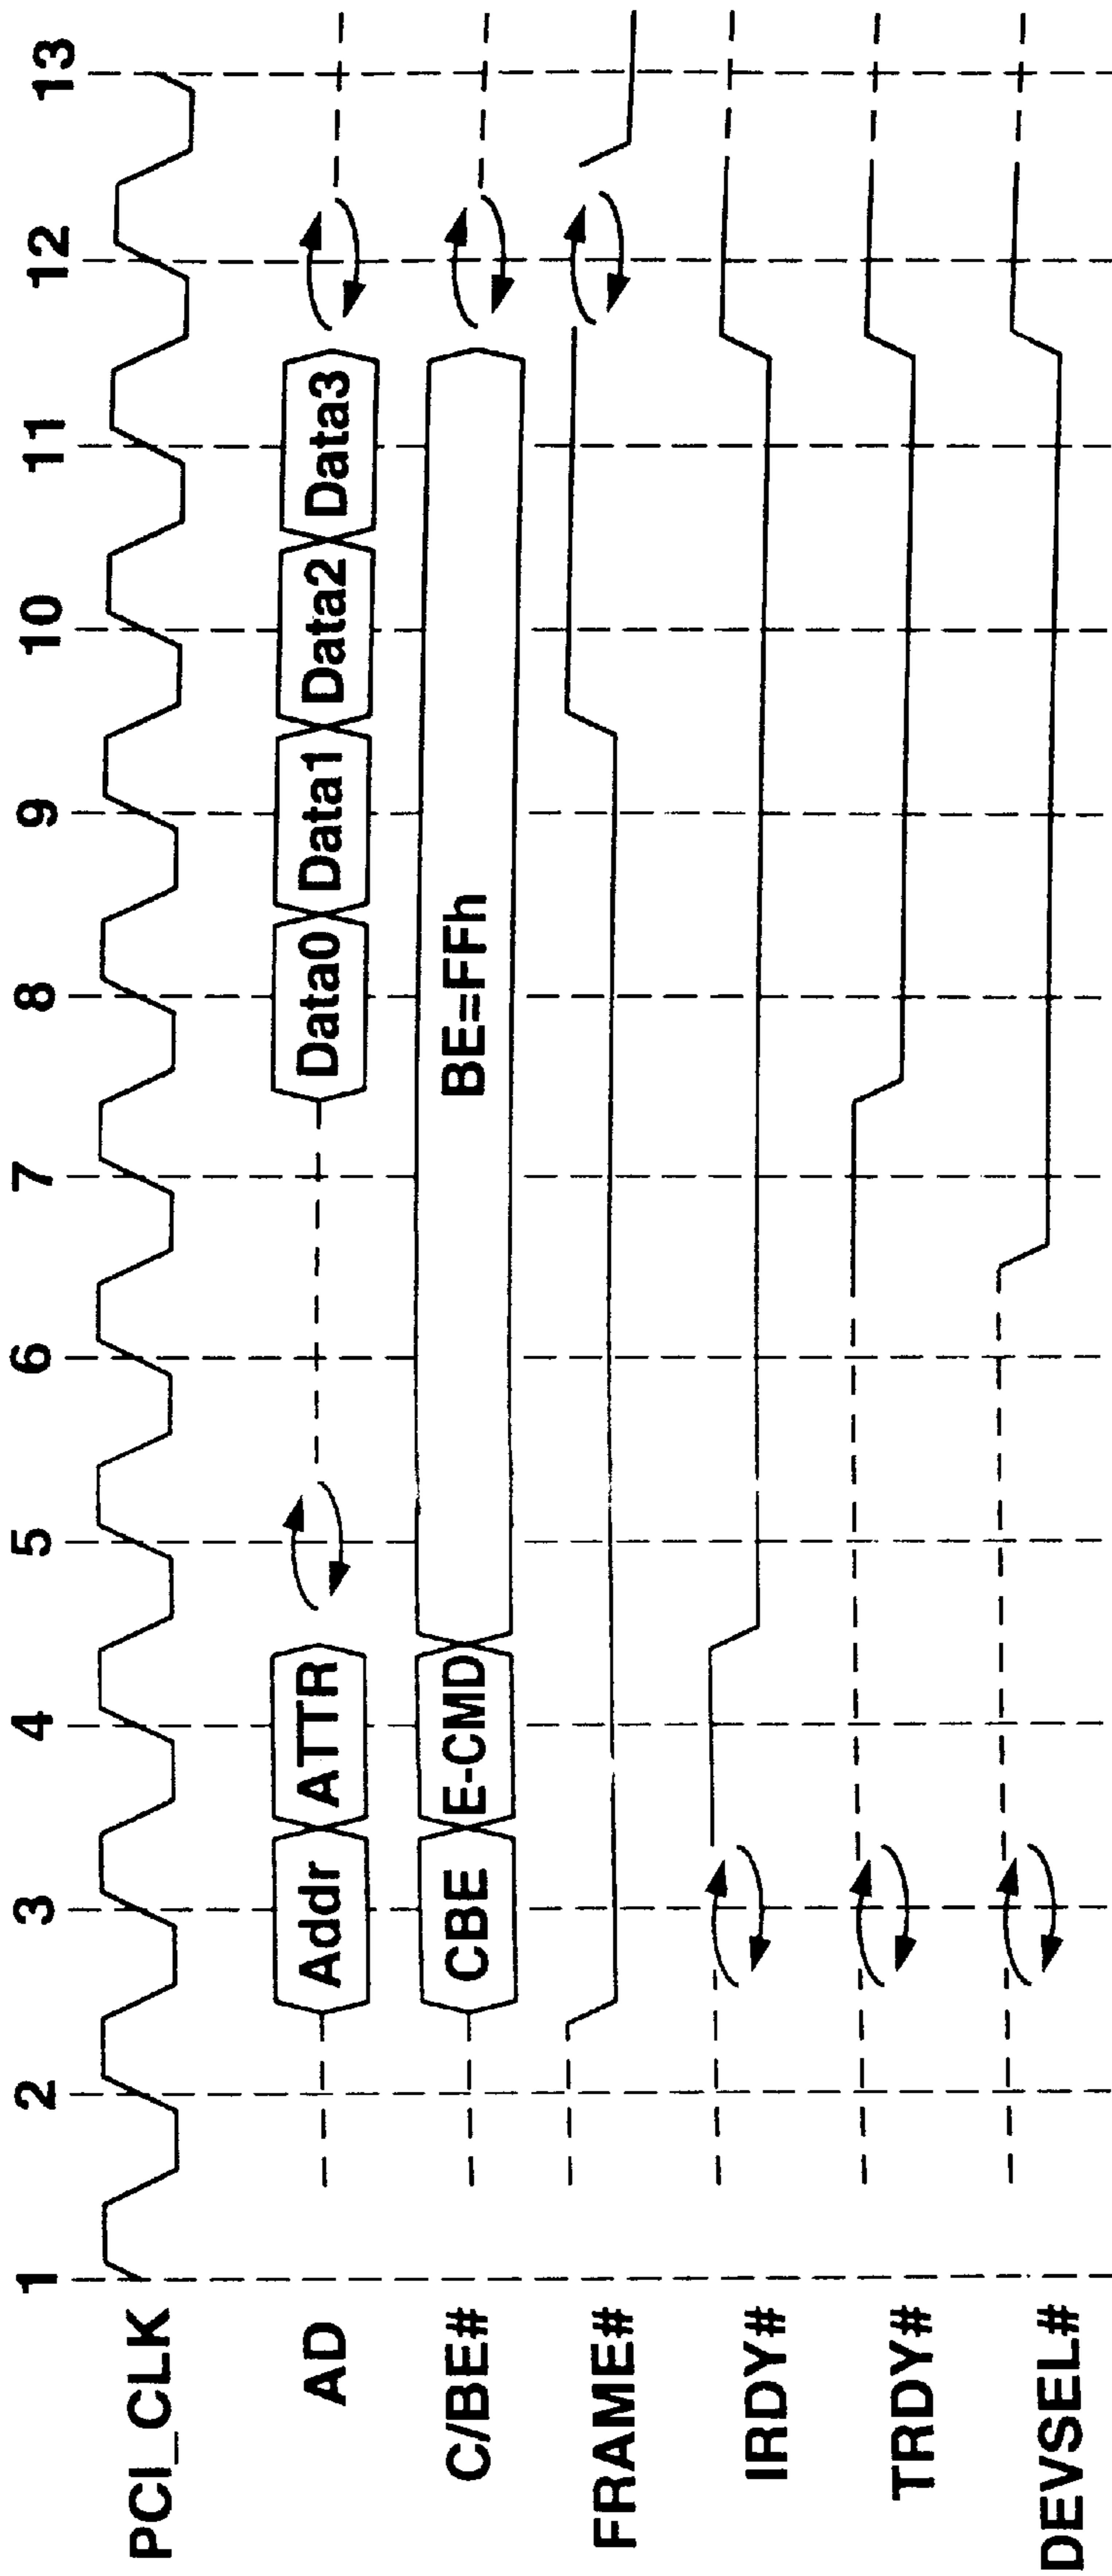 1 2 3 4 5 6 7 8 9 10 11 12 13
PCI_CLK
AD Addr ATTR Data0 Data1 Data2 Data3
C/BE# CBE E-CMD BE=FFh
FRAME#
IRDY#
TRDY#
DEVSEL#